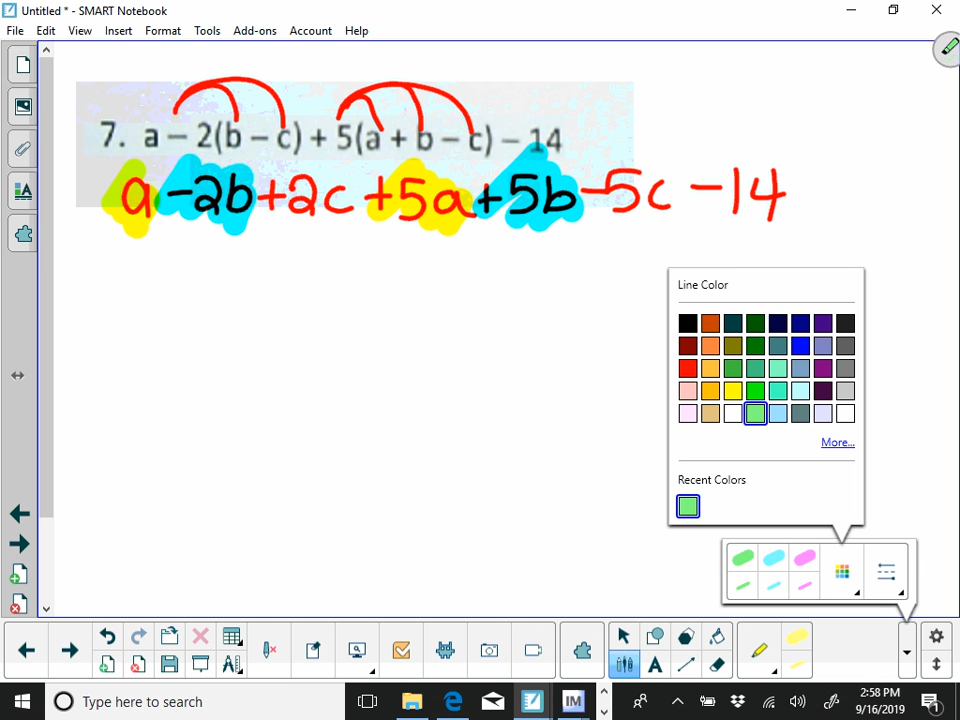 Untitled * - SMART Notebook
File Edit View Insert Format Tools Add-ons Account Help
7. a − 2(b − c) + 5(a + b − c) − 14
a −2b +2c +5a +5b −5c −14
Line Color
More...
Recent Colors
A
A
Type here to search
IM
2:58 PM
9/16/2019
1